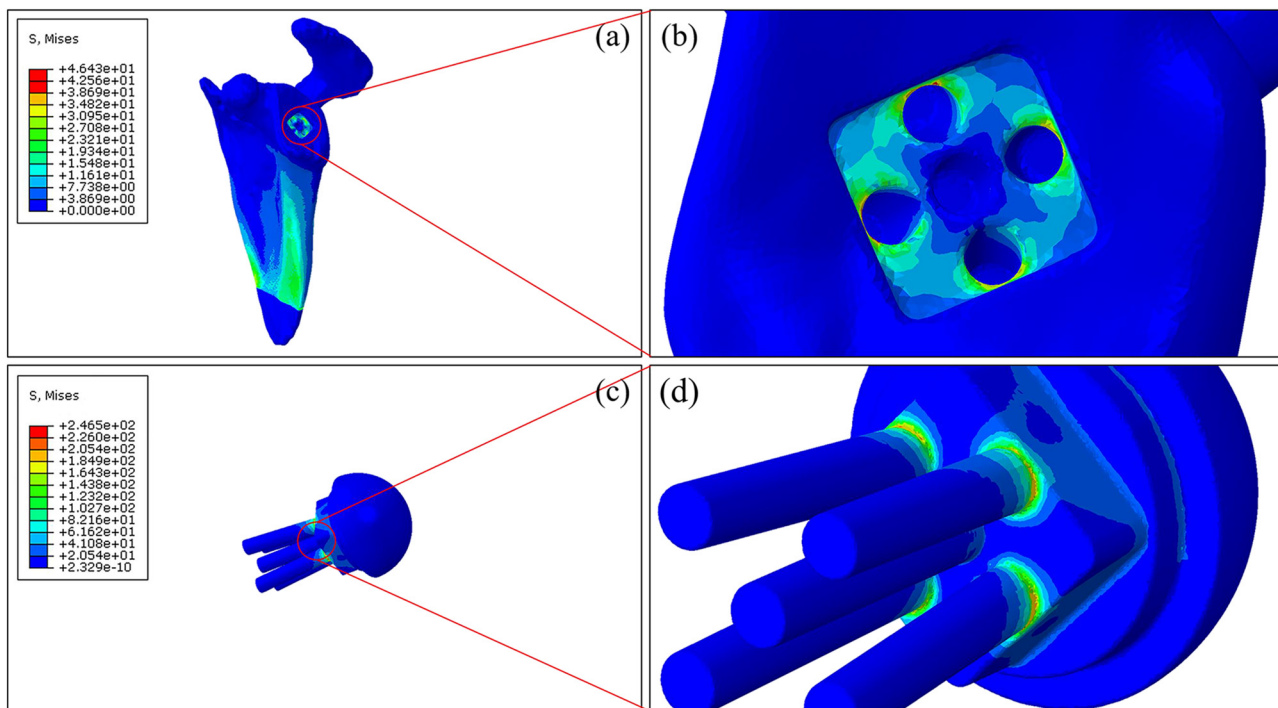 S, Mises
(a)
(b)
+4.643e+01
+4.256e+01
+3.869e+01
+3.482e+01
+3.095e+01
+2.708e+01
+2.321e+01
+1.934e+01
+1.548e+01
+1.161e+01
+7.738e+00
+3.869e+00
+0.000e+00
S, Mises
(c)
(d)
+2.465e+02
+2.260e+02
+2.054e+02
+1.849e+02
+1.643e+02
+1.438e+02
+1.232e+02
+1.027e+02
+8.216e+01
+6.162e+01
+4.108e+01
+2.054e+01
+2.329e-10